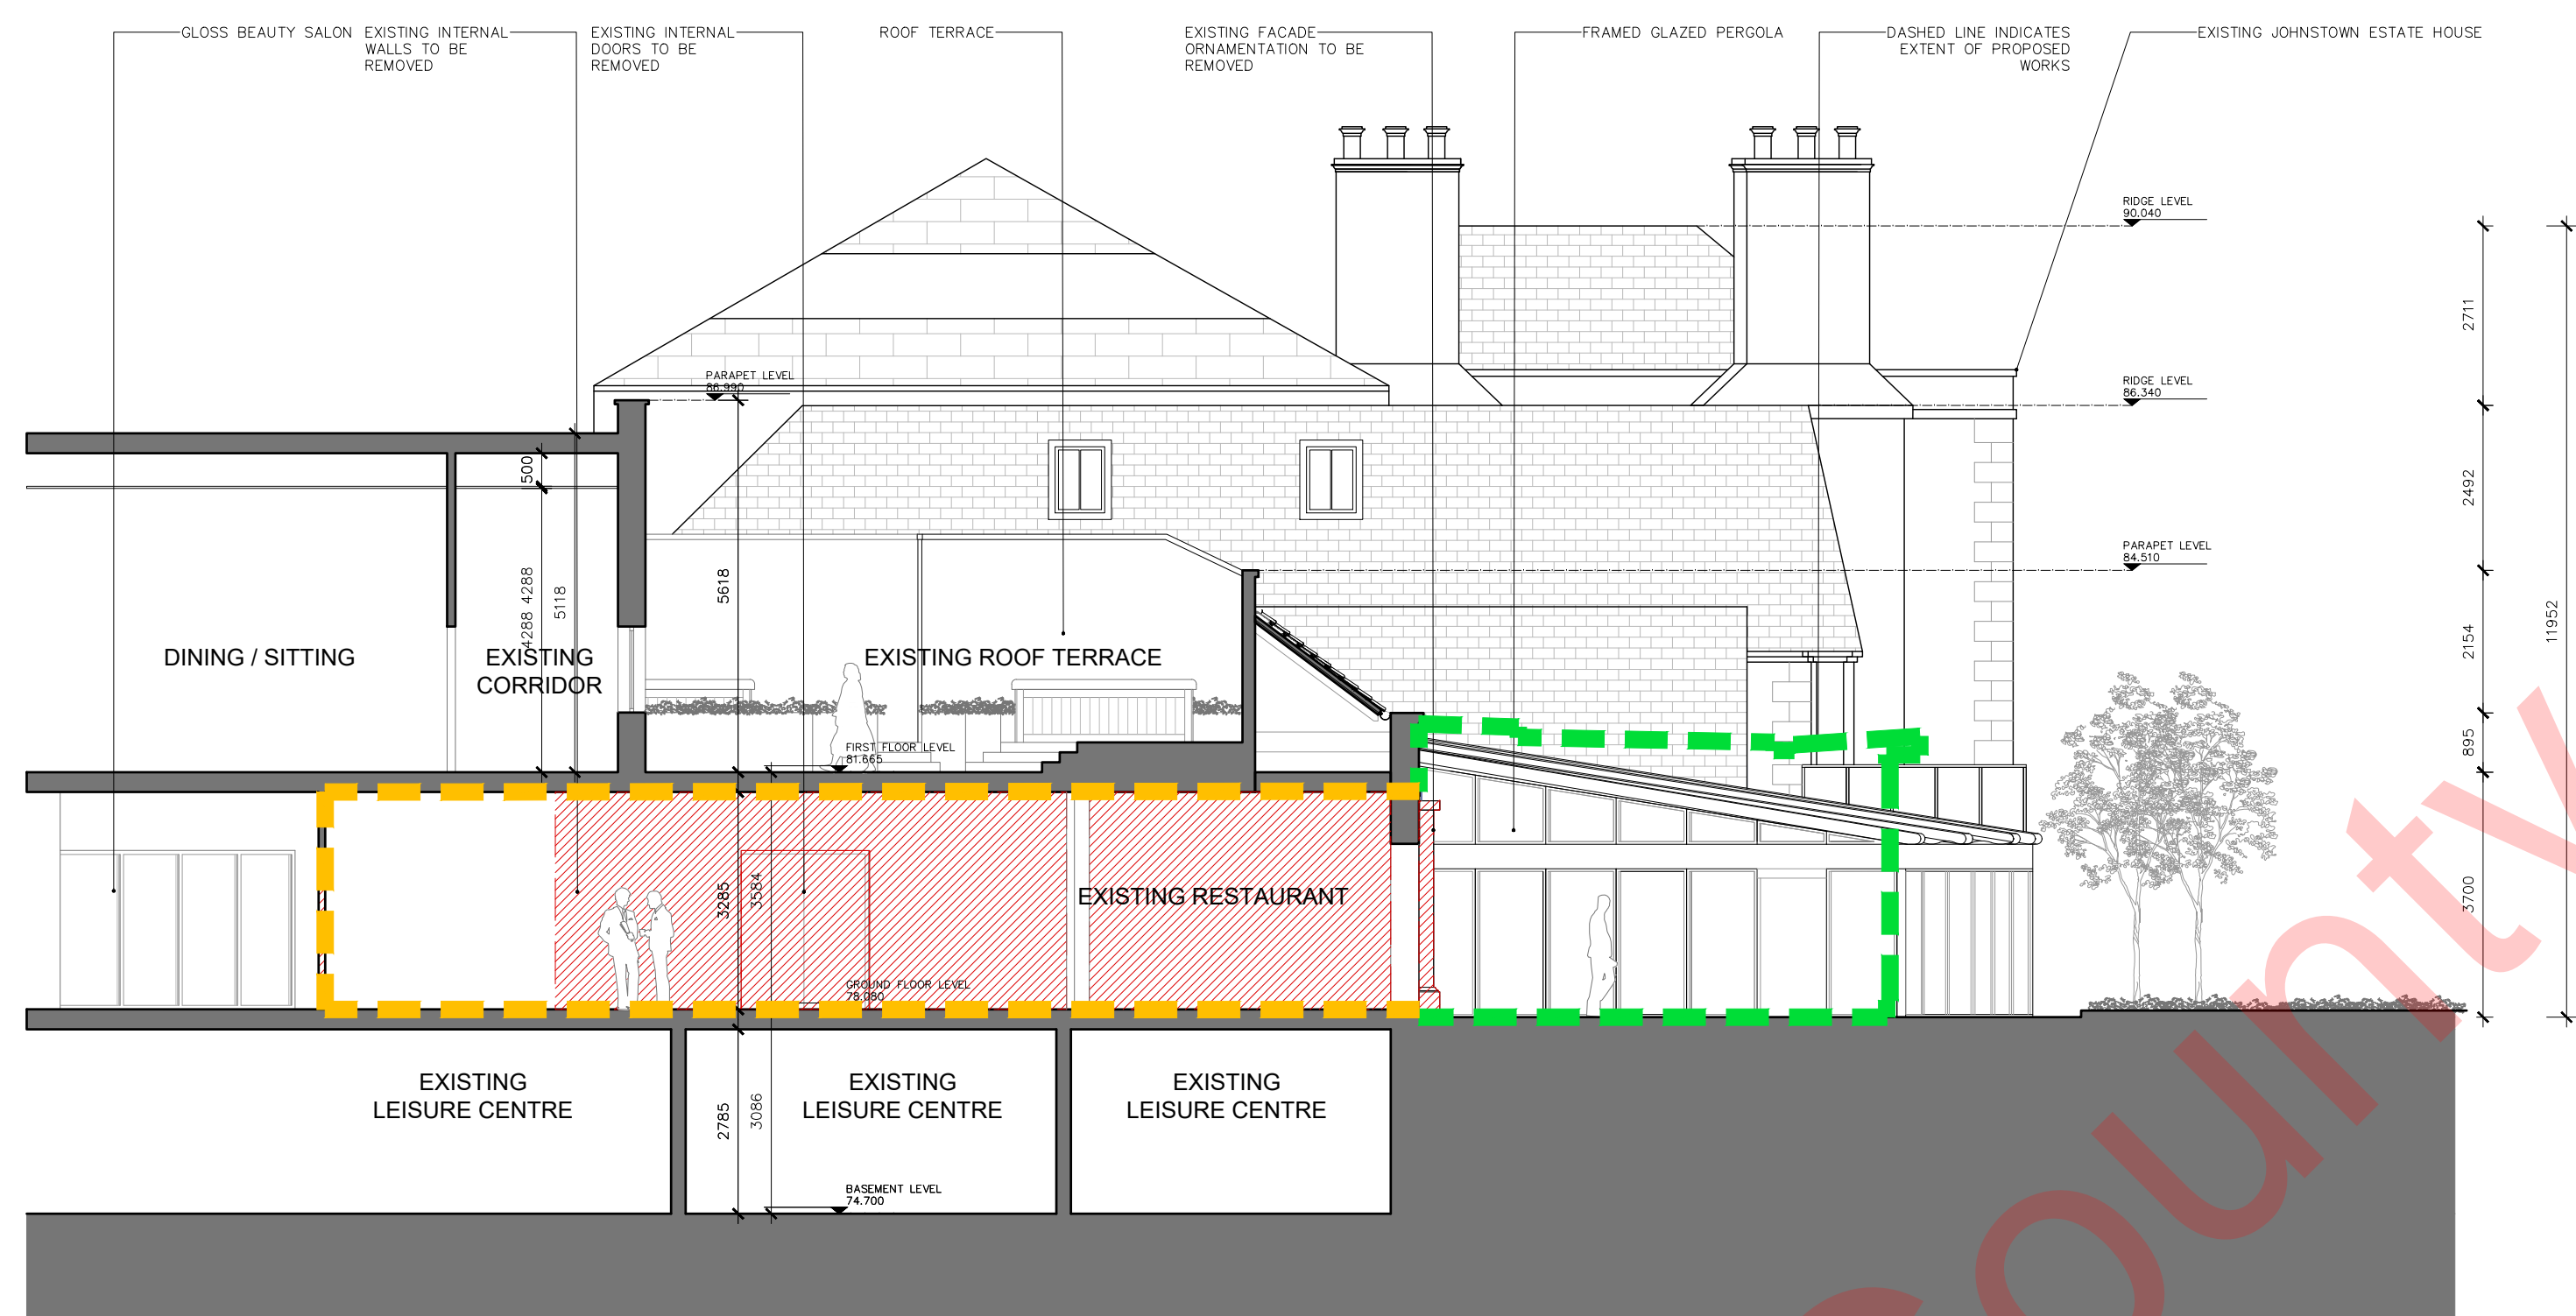 GLOSS BEAUTY SALON
EXISTING INTERNAL
WALLS TO BE
REMOVED
EXISTING INTERNAL
DOORS TO BE
REMOVED
ROOF TERRACE
EXISTING FACADE
ORNAMENTATION TO BE
REMOVED
FRAMED GLAZED PERGOLA
DASHED LINE INDICATES
EXTENT OF PROPOSED
WORKS
EXISTING JOHNSTOWN ESTATE HOUSE
RIDGE LEVEL
90.040
2711
PARAPET LEVEL
86.990
RIDGE LEVEL
86.340
500
2492
PARAPET LEVEL
84.510
4288 4288
5118
5618
11952
2154
DINING / SITTING
EXISTING
CORRIDOR
EXISTING ROOF TERRACE
FIRST FLOOR LEVEL
81.665
895
3285
3584
EXISTING RESTAURANT
3700
GROUND FLOOR LEVEL
78.080
EXISTING
LEISURE CENTRE
EXISTING
LEISURE CENTRE
EXISTING
LEISURE CENTRE
2785
3086
BASEMENT LEVEL
74.700
County